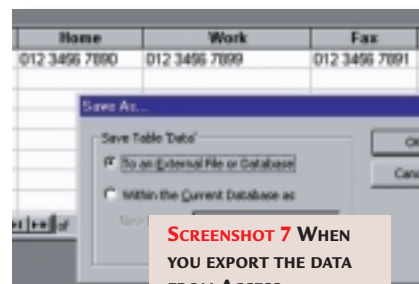 Home Work Fax
012 3456 7890 012 3456 7899 012 3456 7891
Save As...
Save Table 'Data'
To an External File or Database
Within the Current Database as
of
SCREENSHOT 7 WHEN
YOU EXPORT THE DATA